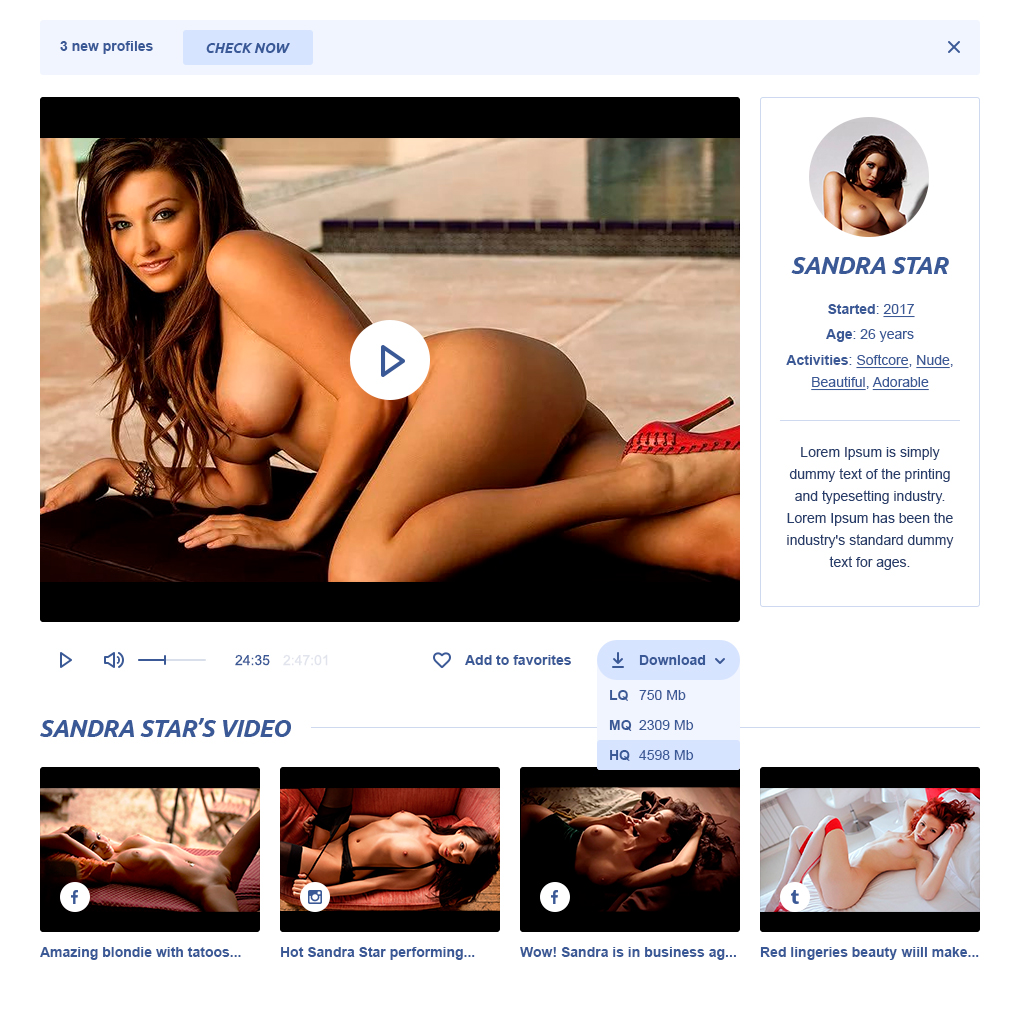 3 new profiles
CHECK NOW
SANDRA STAR
Started: 2017
Age: 26 years
Activities: Softcore, Nude,
Beautiful, Adorable
Lorem Ipsum is simply
dummy text of the printing
and typesetting industry.
Lorem Ipsum has been the
industry's standard dummy
text for ages.
24:35 2:47:01
Add to favorites
Download
LQ 750 Mb
MQ 2309 Mb
HQ 4598 Mb
SANDRA STAR'S VIDEO
Amazing blondie with tatoos...
Hot Sandra Star performing...
Wow! Sandra is in business ag...
Red lingeries beauty wiill make...